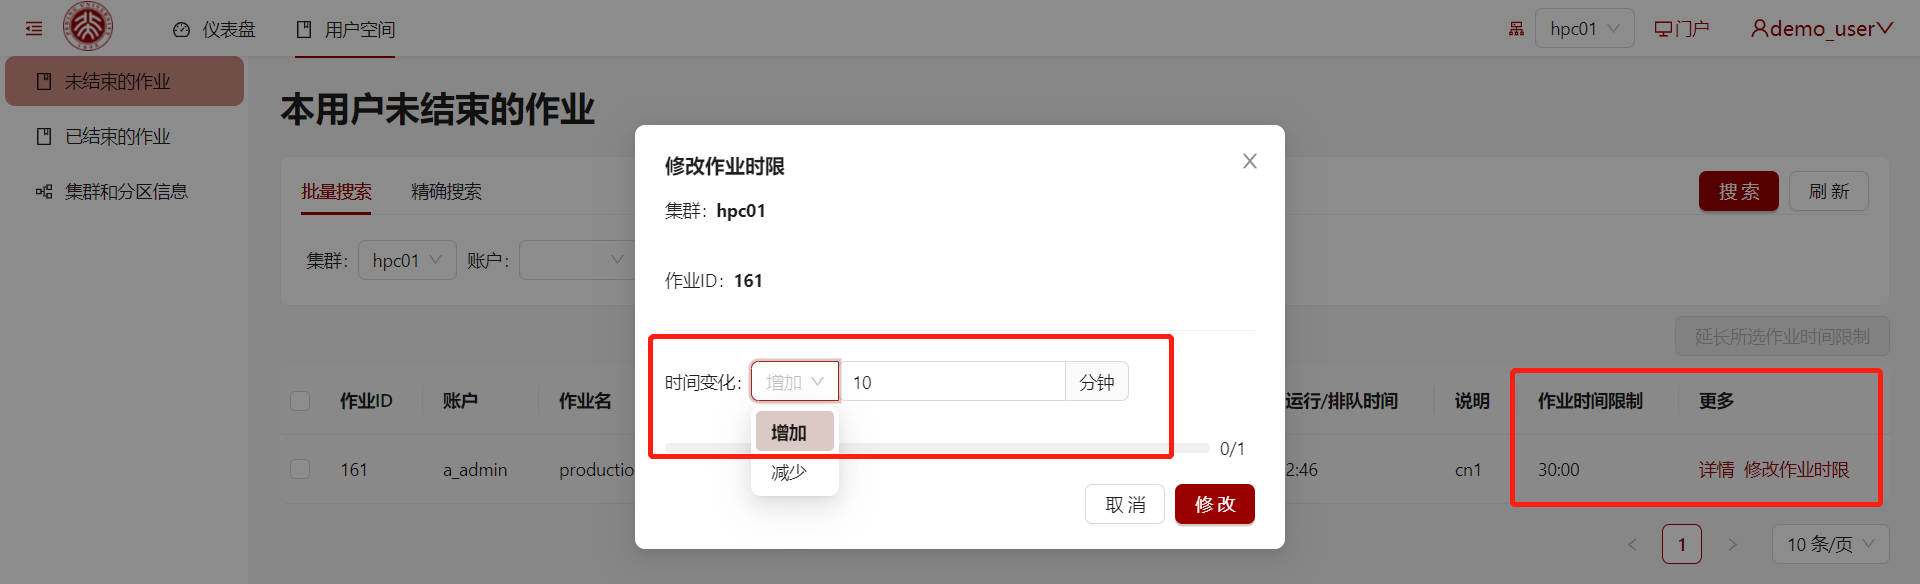 仪表盘
用户空间
hpc01
门户
demo_user
未结束的作业
已结束的作业
集群和分区信息
本用户未结束的作业
批量搜索
精确搜索
搜 索
刷 新
集群:
hpc01
账户:
延长所选作业时间限制
作业ID
账户
作业名
运行/排队时间
说明
作业时间限制
更多
161
a_admin
productio
2:46
cn1
30:00
详情 修改作业时限
1
10 条/页
修改作业时限
集群: hpc01
作业ID: 161
时间变化:
增加
10
分钟
增加
减少
0/1
取 消
修 改